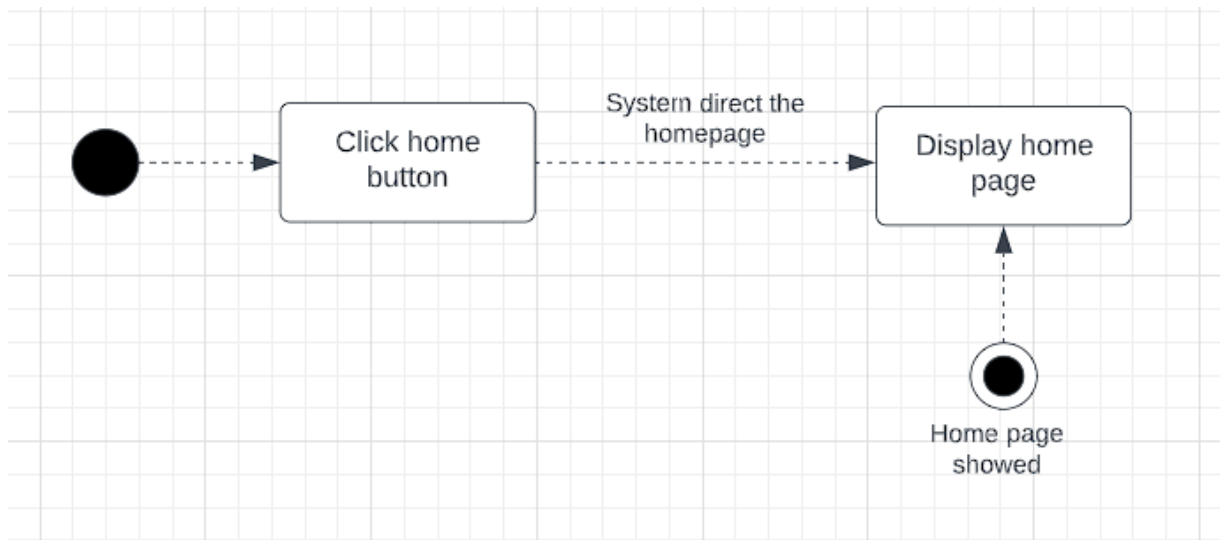 System direct the
homepage
Click home
button
Display home
page
Home page
showed